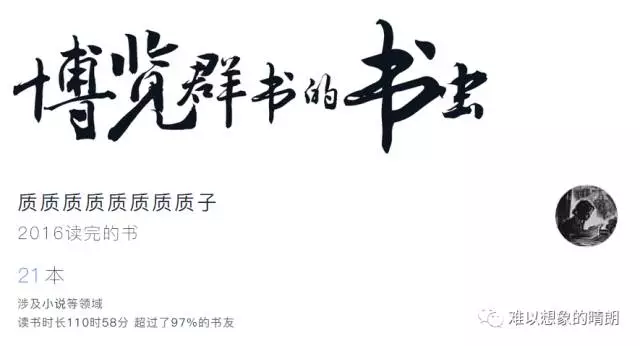 博览群书的书虫
质质质质质质质质子
2016读完的书
21本
涉及小说等领域
读书时长110时58分 超过了97%的书友
难以想象的晴朗